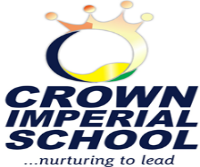 CROWN
IMPERIAL
SCHOOL
...nurturing to lead